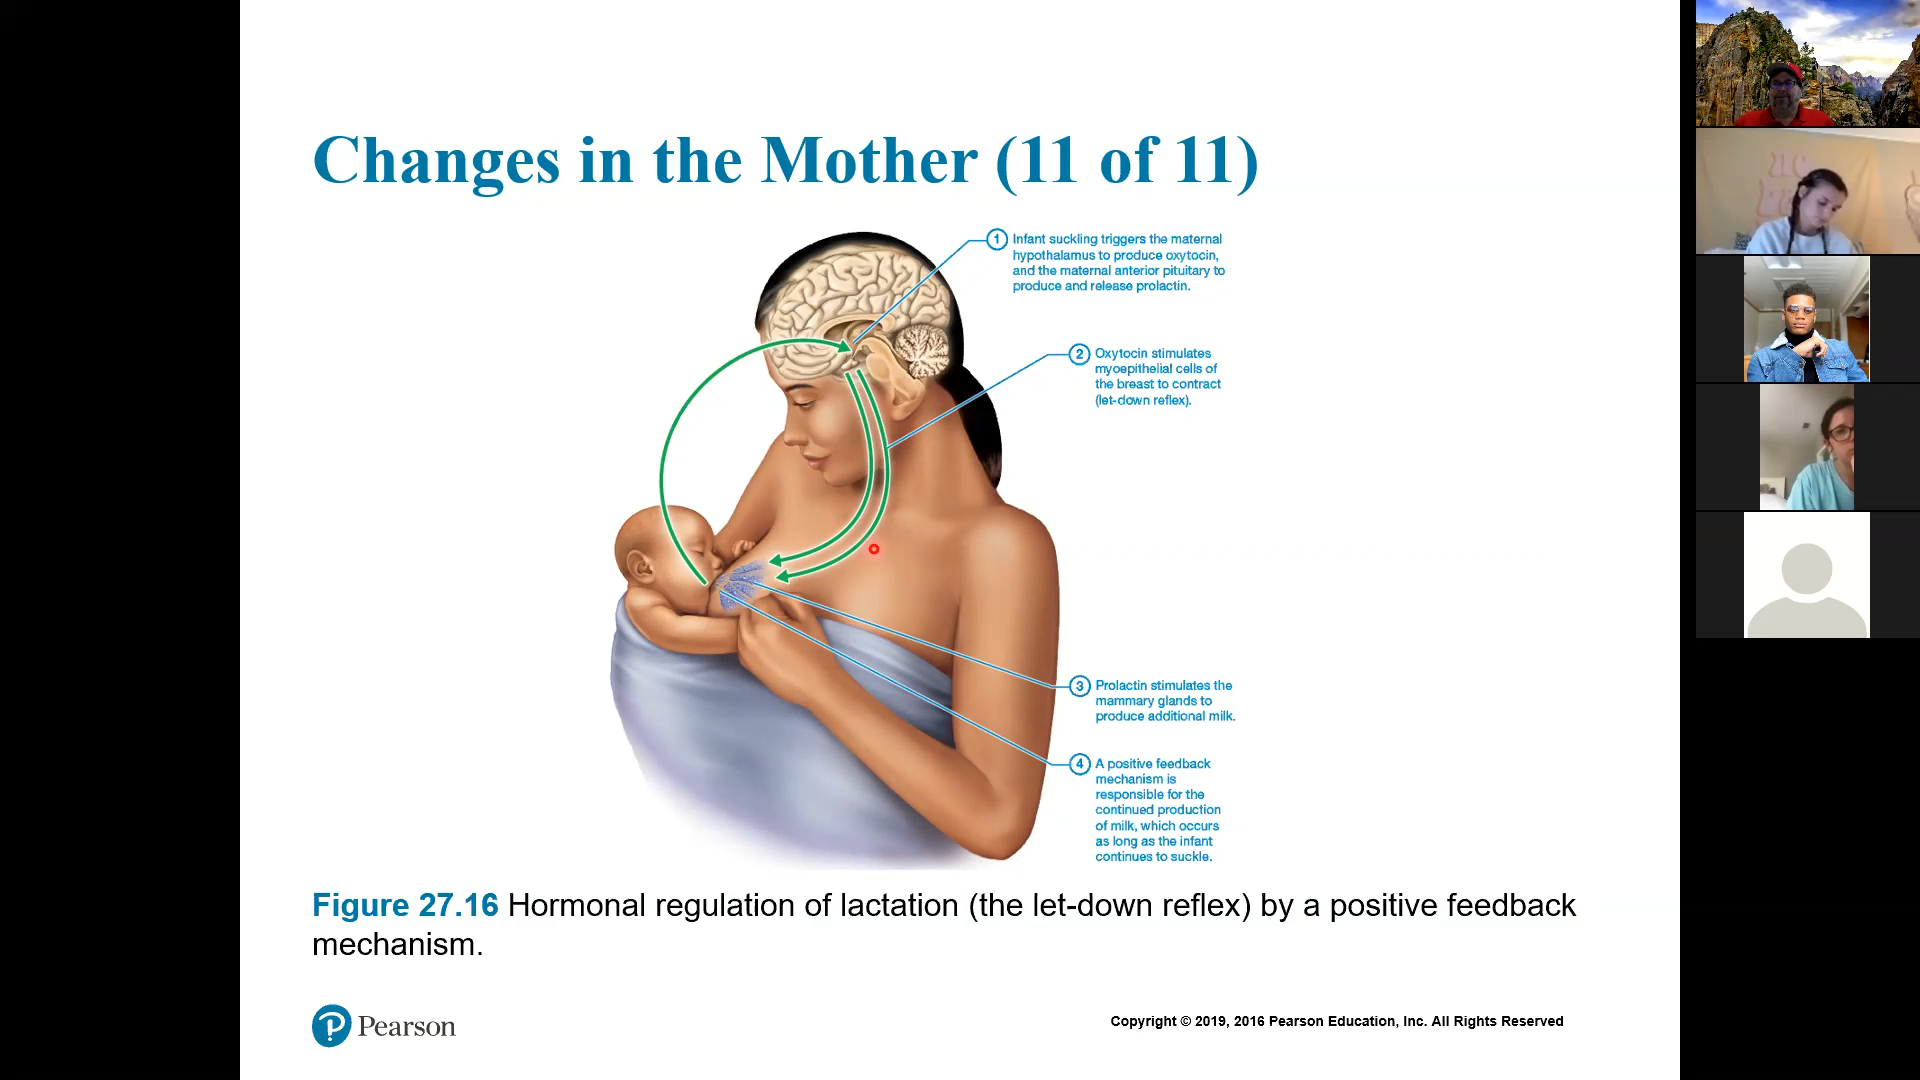 Changes in the Mother (11 of 11)
1 Infant suckling triggers the maternal
hypothalamus to produce oxytocin,
and the maternal anterior pituitary to
produce and release prolactin.
2 Oxytocin stimulates
myoepithelial cells of
the breast to contract
(let-down reflex).
3 Prolactin stimulates the
mammary glands to
produce additional milk.
4 A positive feedback
mechanism is
responsible for the
continued production
of milk, which occurs
as long as the infant
continues to suckle.
Figure 27.16 Hormonal regulation of lactation (the let-down reflex) by a positive feedback
mechanism.
Pearson
Copyright © 2019, 2016 Pearson Education, Inc. All Rights Reserved